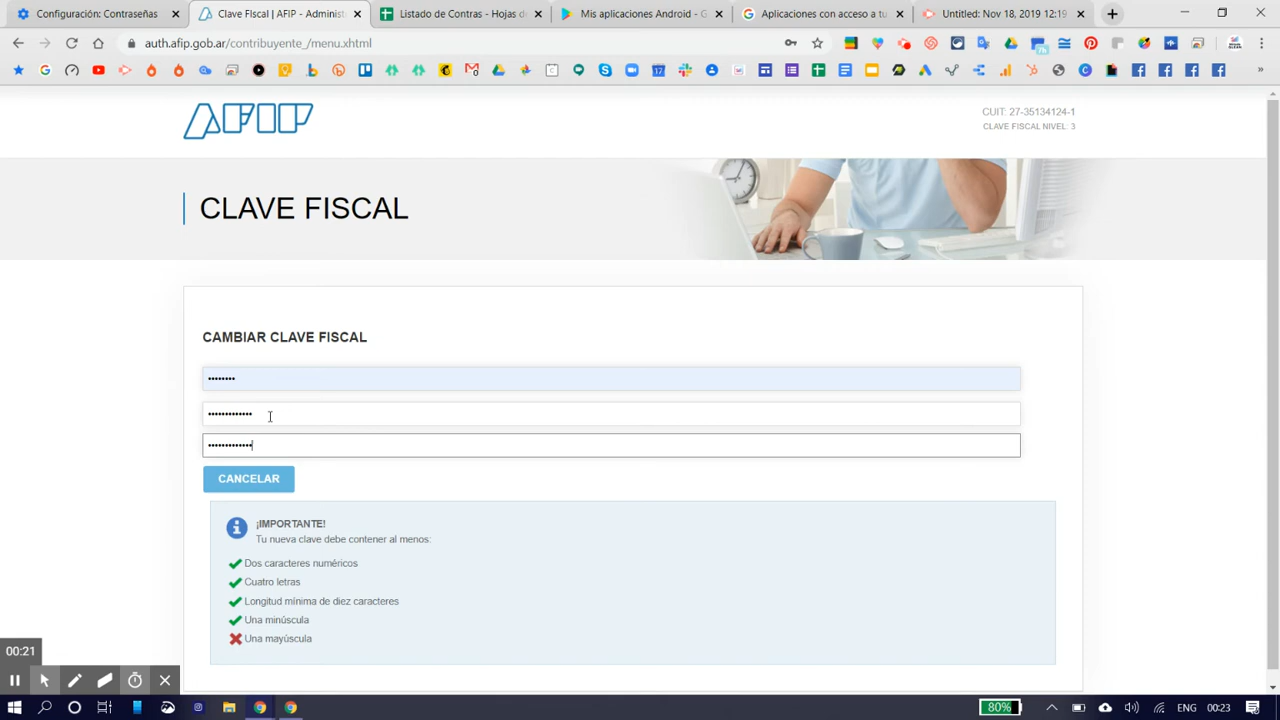 Configuración: Contraseñas
Clave FIscal | AFIP - Adminis
Listado de Contras - Hojas de
Mis aplicaciones Android - G
Aplicaciones con acceso a tu
Untitled: Nov 18, 2019 12:19
auth.afip.gob.ar/contribuyente_/menu.xhtml
AFIP
CUIT: 27-35134124-1
CLAVE FISCAL NIVEL: 3
CLAVE FISCAL
CAMBIAR CLAVE FISCAL
••••••••
•••••••••••••
•••••••••••••
CANCELAR
¡IMPORTANTE!
Tu nueva clave debe contener al menos:
Dos caracteres numéricos
Cuatro letras
Longitud mínima de diez caracteres
Una minúscula
Una mayúscula
00:21
80%
ENG
00:23